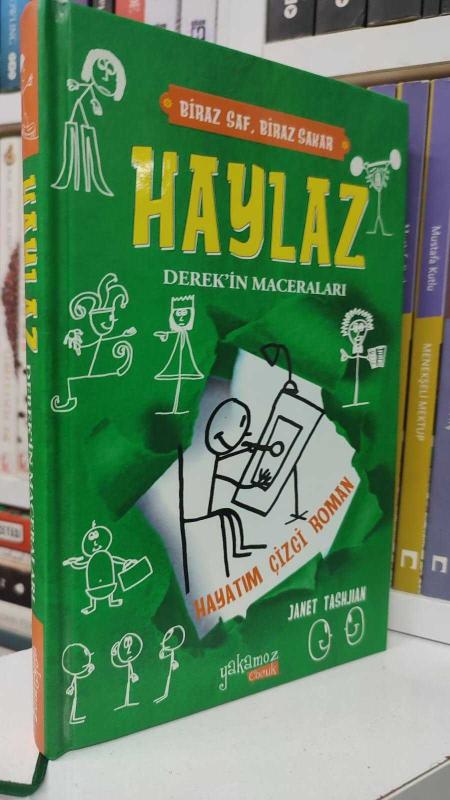 BİRAZ SAF, BİRAZ SAKAR
HAYLAZ
DEREK'İN MACERALARI
HAYATIM ÇİZGİ ROMAN
JANET TASHJIAN
yakamoz
çocuk
HAYLAZ
DEREK'İN MACERALARI
yakamoz
Mustafa Kutlu
MENEKŞELİ MEKTUP